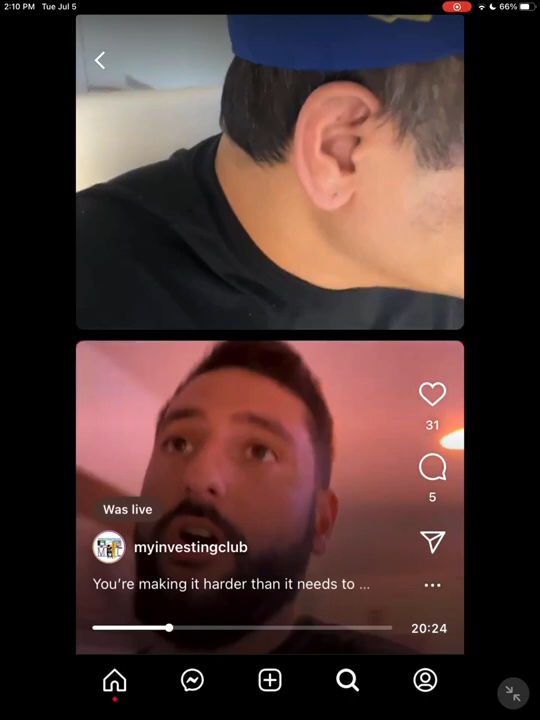 2:10 PM Tue Jul 5
66%
31
5
Was live
myinvestingclub
You're making it harder than it needs to ...
20:24